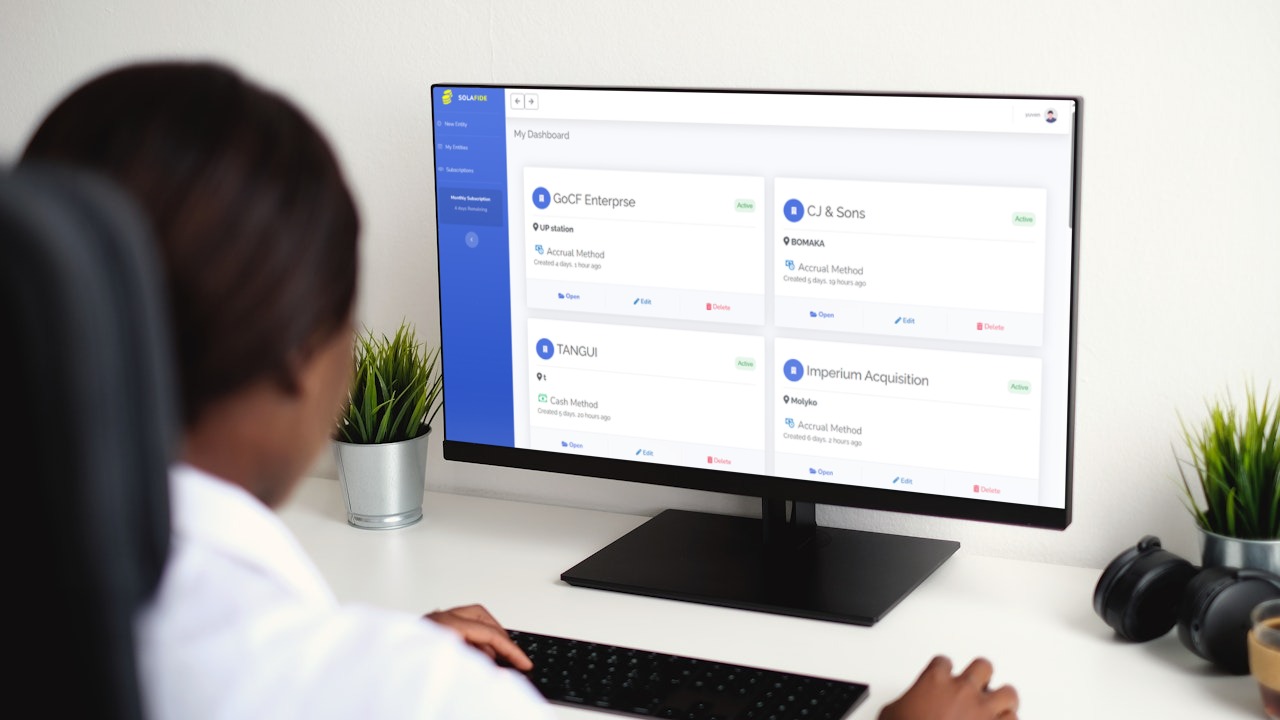 SOLAFIDE
New Entity
My Entities
Subscriptions
Monthly Subscription
6 days Remaining
My Dashboard
GoCF Enterprse
Active
UP station
Accrual Method
Created 4 days, 1 hour ago
Open
Edit
Delete
CJ & Sons
Active
BOMAKA
Accrual Method
Created 5 days, 19 hours ago
Open
Edit
Delete
TANGUI
Active
t
Cash Method
Created 5 days, 20 hours ago
Open
Edit
Delete
Imperium Acquisition
Active
Molyko
Accrual Method
Created 6 days, 2 hours ago
Open
Edit
Delete